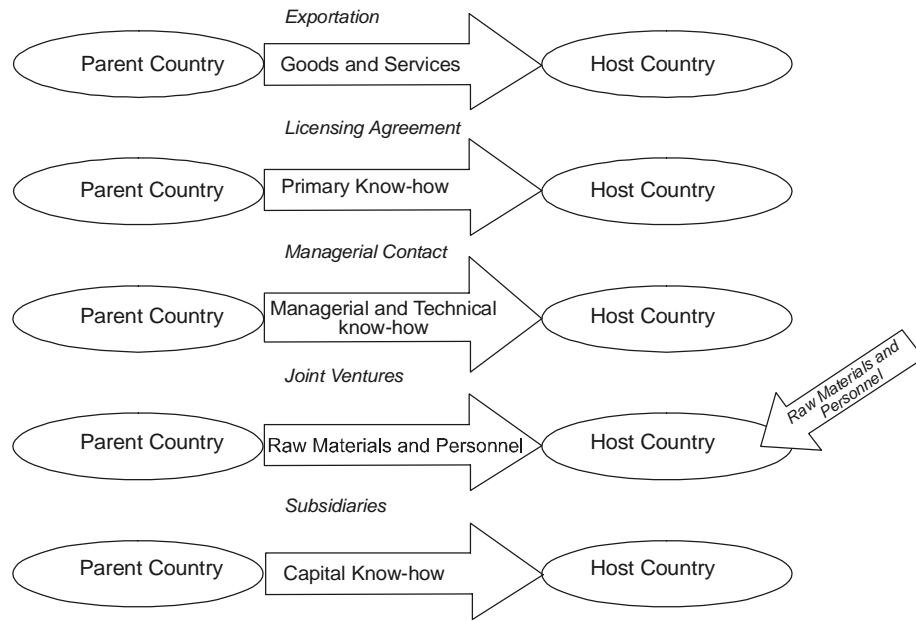 Exportation
Parent Country
Goods and Services
Host Country
Licensing Agreement
Parent Country
Primary Know-how
Host Country
Managerial Contact
Parent Country
Managerial and Technical
know-how
Host Country
Joint Ventures
Parent Country
Raw Materials and Personnel
Host Country
Raw Materials and
Personnel
Subsidiaries
Parent Country
Capital Know-how
Host Country